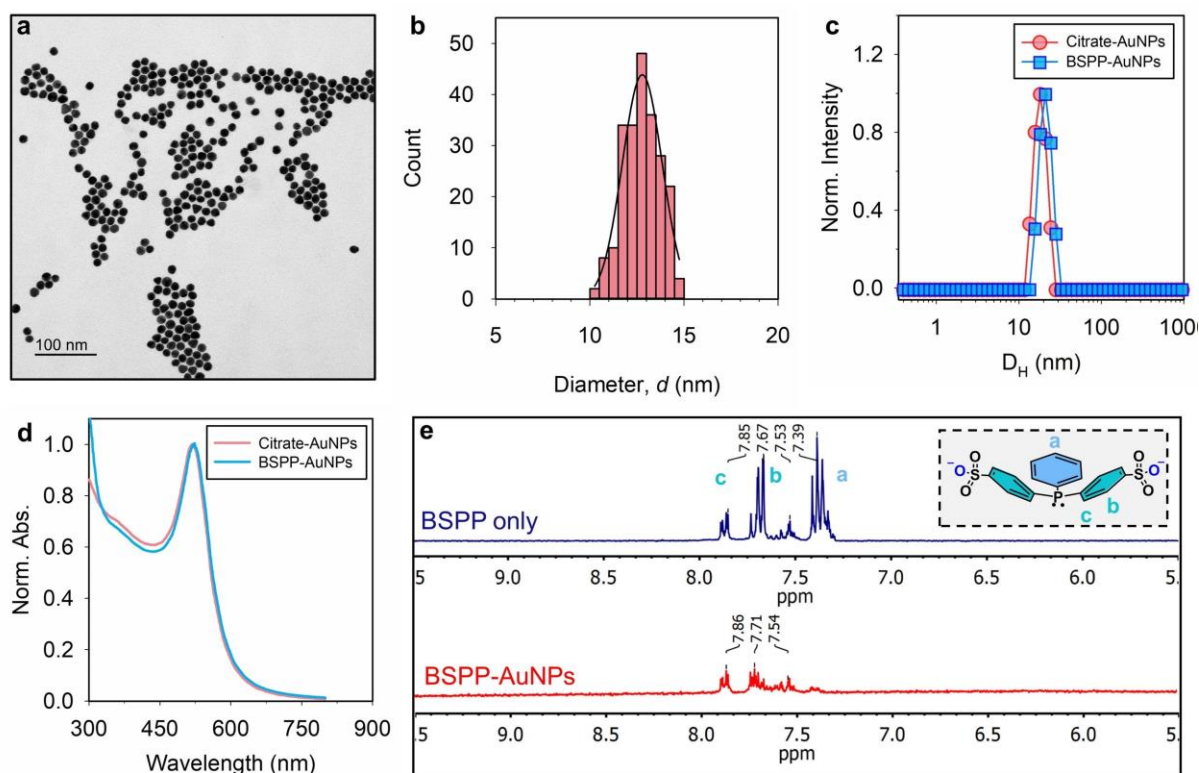 a
100 nm
b
50
40
30
20
10
0
Count
5 10 15 20
Diameter, d (nm)
c
Citrate-AuNPs
BSPP-AuNPs
1.2
0.8
0.4
0.0
Norm. Intensity
1 10 100 1000
D_H (nm)
d
Citrate-AuNPs
BSPP-AuNPs
1.0
0.8
0.6
0.4
0.2
0.0
Norm. Abs.
300 450 600 750 900
Wavelength (nm)
e
7.85 7.67 7.53 7.39
c b a
BSPP only
a
⁻O S O O
O S O O⁻
P
c b
.5 9.0 8.5 8.0 7.5 7.0 6.5 6.0 5.
ppm
7.86 7.71 7.54
BSPP-AuNPs
.5 9.0 8.5 8.0 7.5 7.0 6.5 6.0 5.
ppm